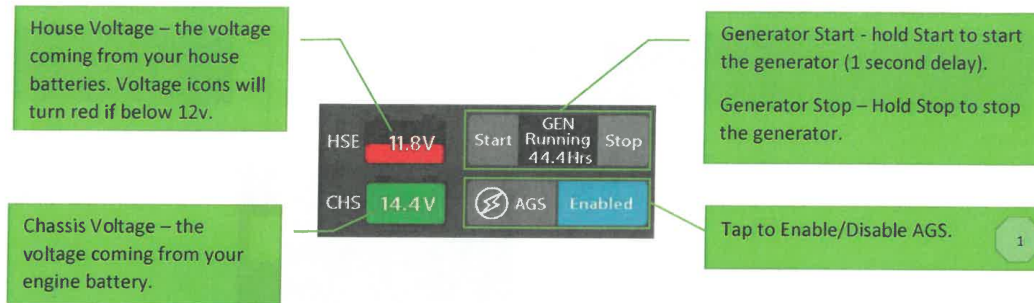 House Voltage – the voltage
coming from your house
batteries. Voltage icons will
turn red if below 12v.
Generator Start - hold Start to start
the generator (1 second delay).
Generator Stop – Hold Stop to stop
the generator.
HSE 11.8V Start GEN Running 44.4Hrs Stop
CHS 14.4V AGS Enabled
Chassis Voltage – the
voltage coming from your
engine battery.
Tap to Enable/Disable AGS.
1